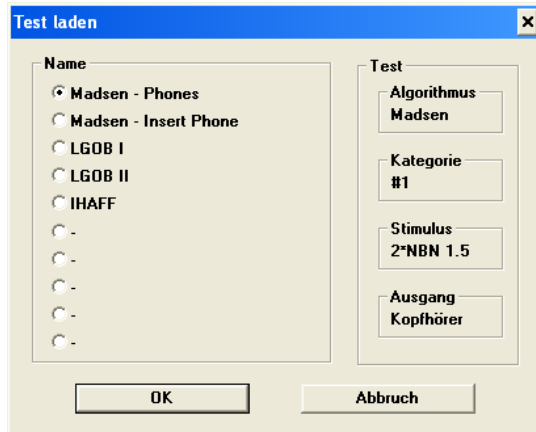 Test laden
Name
Madsen - Phones
Madsen - Insert Phone
LGOB I
LGOB II
IHAFF
-
-
-
-
-
Test
Algorithmus
Madsen
Kategorie
#1
Stimulus
2*NBN 1.5
Ausgang
Kopfhörer
OK
Abbruch